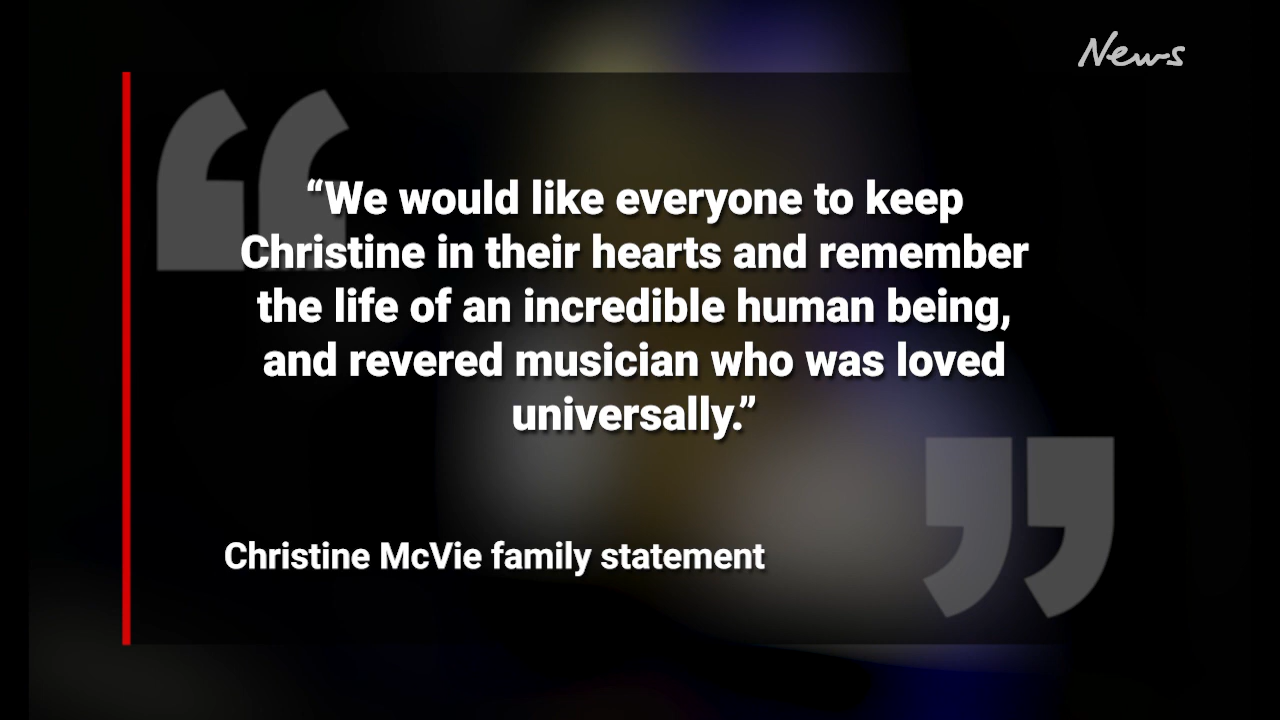 News
“We would like everyone to keep
Christine in their hearts and remember
the life of an incredible human being,
and revered musician who was loved
universally.”
Christine McVie family statement